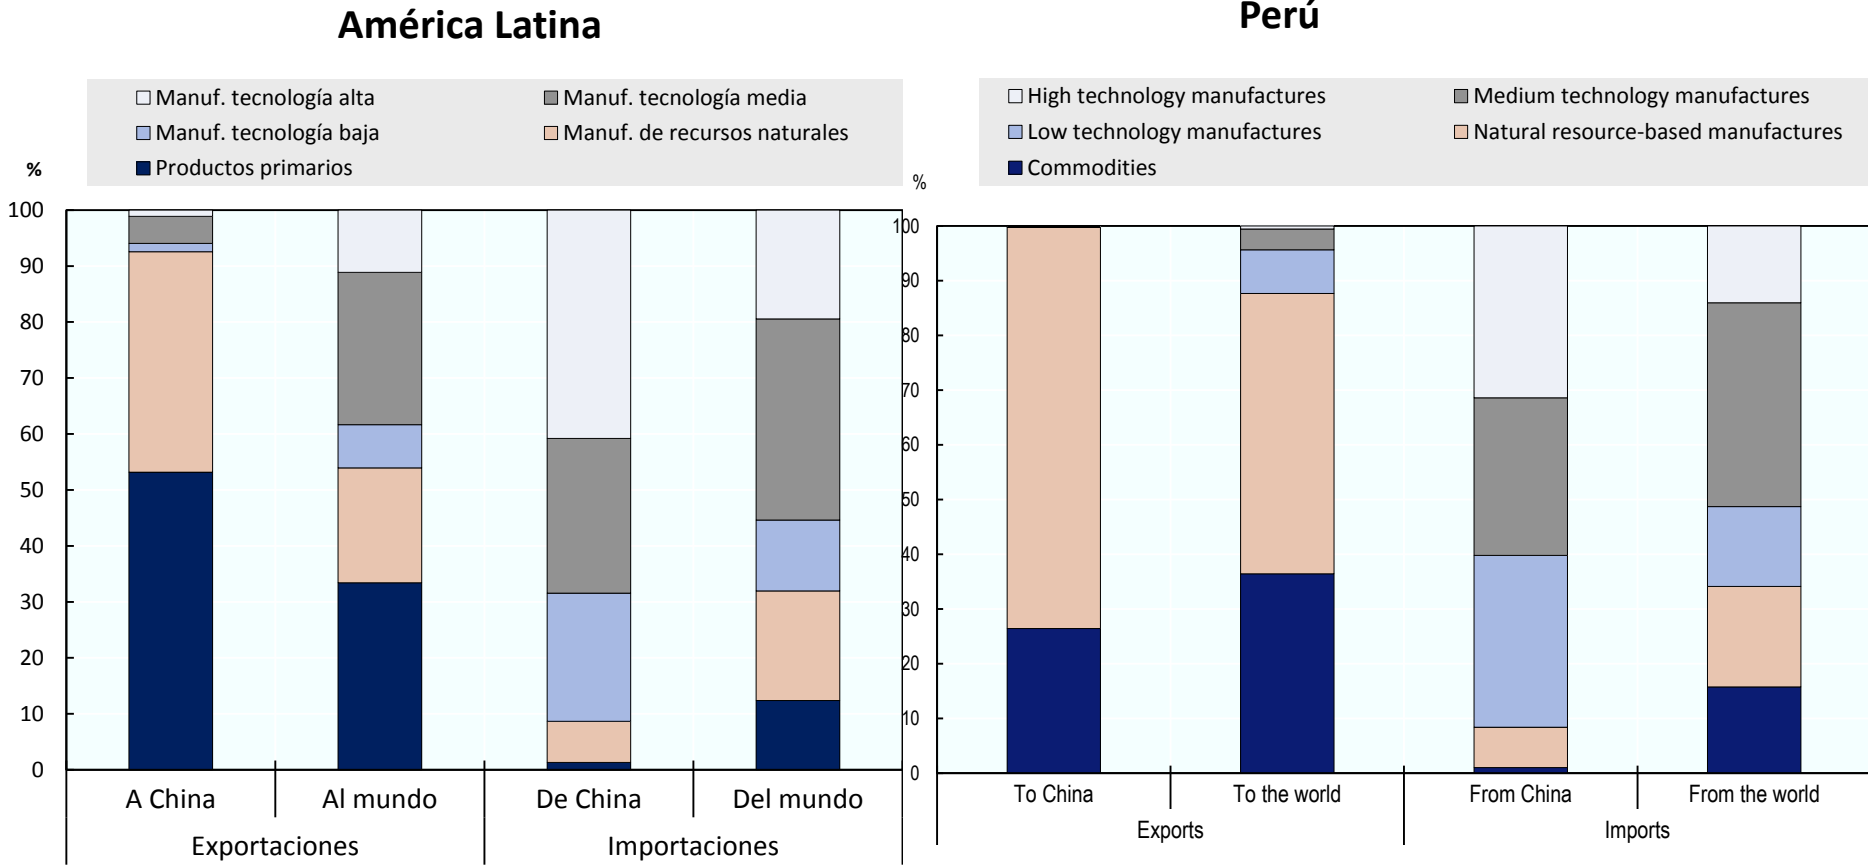 América Latina
Manuf. tecnología alta
Manuf. tecnología media
Manuf. tecnología baja
Manuf. de recursos naturales
Productos primarios
%
100
90
80
70
60
50
40
30
20
10
0
A China
Al mundo
De China
Del mundo
Exportaciones
Importaciones
Perú
High technology manufactures
Medium technology manufactures
Low technology manufactures
Natural resource-based manufactures
Commodities
%
100
90
80
70
60
50
40
30
20
10
0
To China
To the world
From China
From the world
Exports
Imports